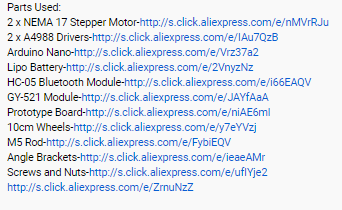 Parts Used:
2 x NEMA 17 Stepper Motor-http://s.click.aliexpress.com/e/nMVrRJu
2 x A4988 Drivers-http://s.click.aliexpress.com/e/IAu7QzB
Arduino Nano-http://s.click.aliexpress.com/e/Vrz37a2
Lipo Battery-http://s.click.aliexpress.com/e/2VnyzNz
HC-05 Bluetooth Module-http://s.click.aliexpress.com/e/i66EAQV
GY-521 Module-http://s.click.aliexpress.com/e/JAYfAaA
Prototype Board-http://s.click.aliexpress.com/e/niAE6mI
10cm Wheels-http://s.click.aliexpress.com/e/y7eYVzj
M5 Rod-http://s.click.aliexpress.com/e/FybiEQV
Angle Brackets-http://s.click.aliexpress.com/e/ieaeAMr
Screws and Nuts-http://s.click.aliexpress.com/e/ufIYje2
http://s.click.aliexpress.com/e/ZrnuNzZ